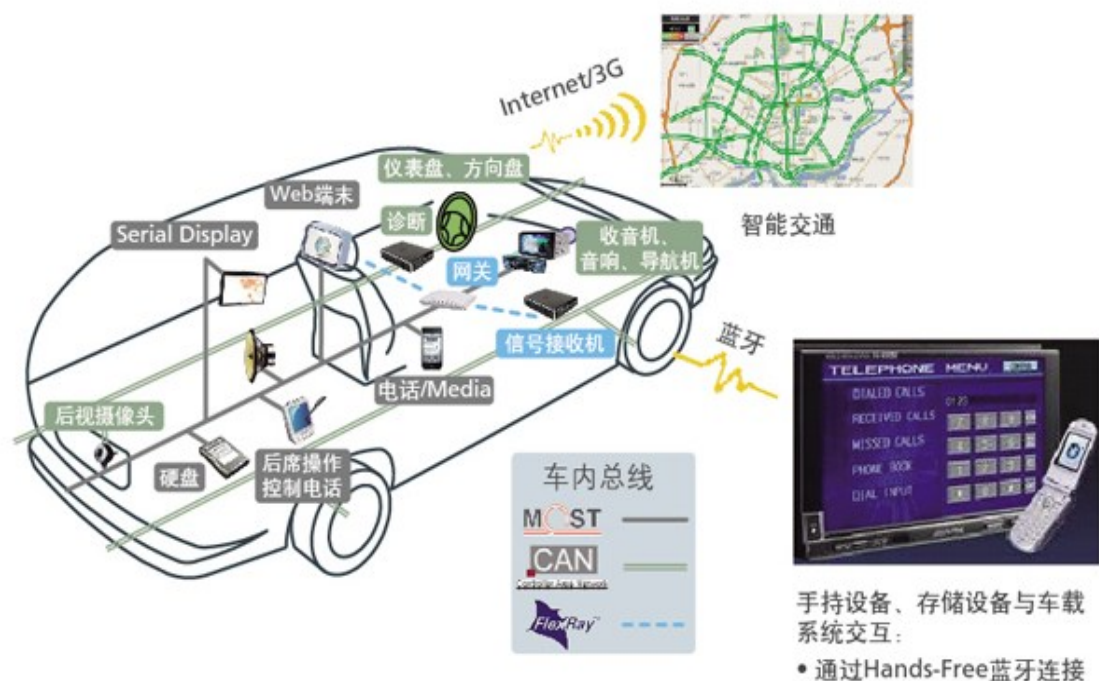 Internet/3G
智能交通
仪表盘、方向盘
Web端末
诊断
Serial Display
网关
收音机、
音响、导航机
信号接收机
电话/Media
后视摄像头
硬盘
后席操作
控制电话
蓝牙
TELEPHONE MENU
DIALED CALLS
RECEIVED CALLS
MISSED CALLS
PHONE BOOK
DIAL INPUT
车内总线
MOST
CAN
Controller Area Network
FlexRay
手持设备、存储设备与车载
系统交互：
• 通过Hands-Free蓝牙连接